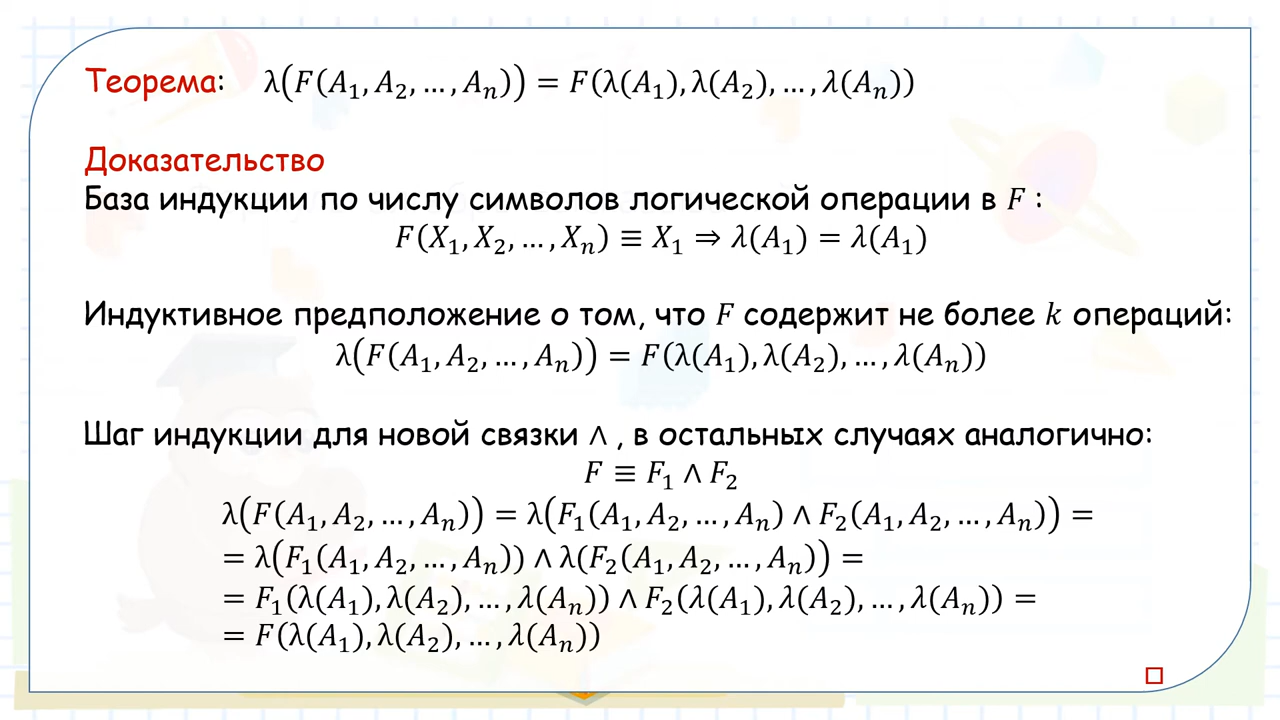 Теорема: λ(F(A₁, A₂, … , Aₙ)) = F(λ(A₁), λ(A₂), … , λ(Aₙ))
Доказательство
База индукции по числу символов логической операции в F :
F(X₁, X₂, … , Xₙ) ≡ X₁ ⇒ λ(A₁) = λ(A₁)
Индуктивное предположение о том, что F содержит не более k операций:
λ(F(A₁, A₂, … , Aₙ)) = F(λ(A₁), λ(A₂), … , λ(Aₙ))
Шаг индукции для новой связки ∧ , в остальных случаях аналогично:
F ≡ F₁ ∧ F₂
λ(F(A₁, A₂, … , Aₙ)) = λ(F₁(A₁, A₂, … , Aₙ) ∧ F₂(A₁, A₂, … , Aₙ)) =
= λ(F₁(A₁, A₂, … , Aₙ)) ∧ λ(F₂(A₁, A₂, … , Aₙ)) =
= F₁(λ(A₁), λ(A₂), … , λ(Aₙ)) ∧ F₂(λ(A₁), λ(A₂), … , λ(Aₙ)) =
= F(λ(A₁), λ(A₂), … , λ(Aₙ))
□